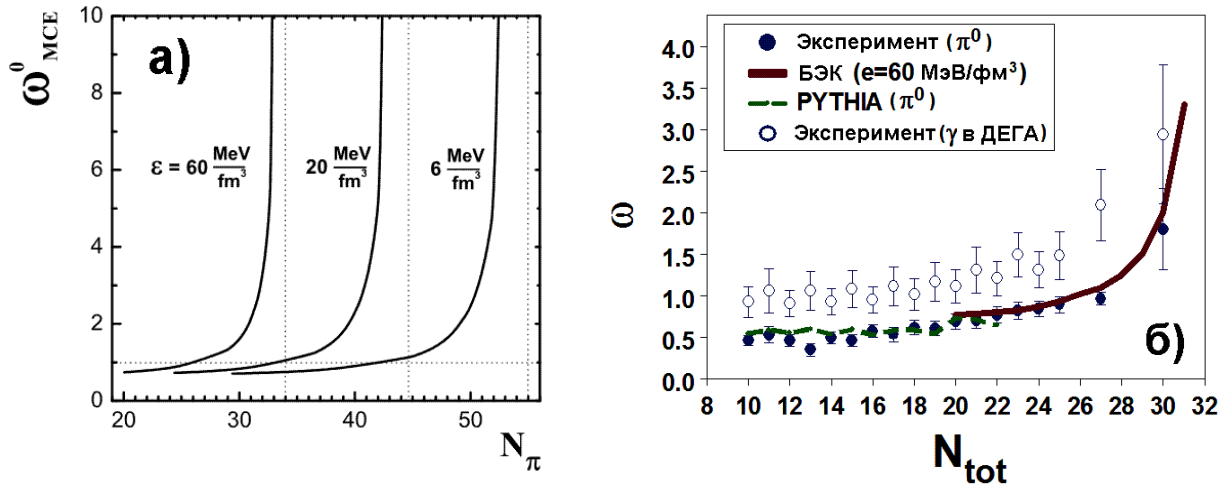 10
8
6
4
2
0
ω⁰ MCE
а)
ε = 60 MeV/fm³
20 MeV/fm³
6 MeV/fm³
20 30 40 50
N_π
4.0
3.5
3.0
2.5
2.0
1.5
1.0
0.5
0.0
ω
Эксперимент (π⁰)
БЭК (e=60 МэВ/фм³)
PYTHIA (π⁰)
Эксперимент (γ в ДЕГА)
б)
8 10 12 14 16 18 20 22 24 26 28 30 32
N_tot